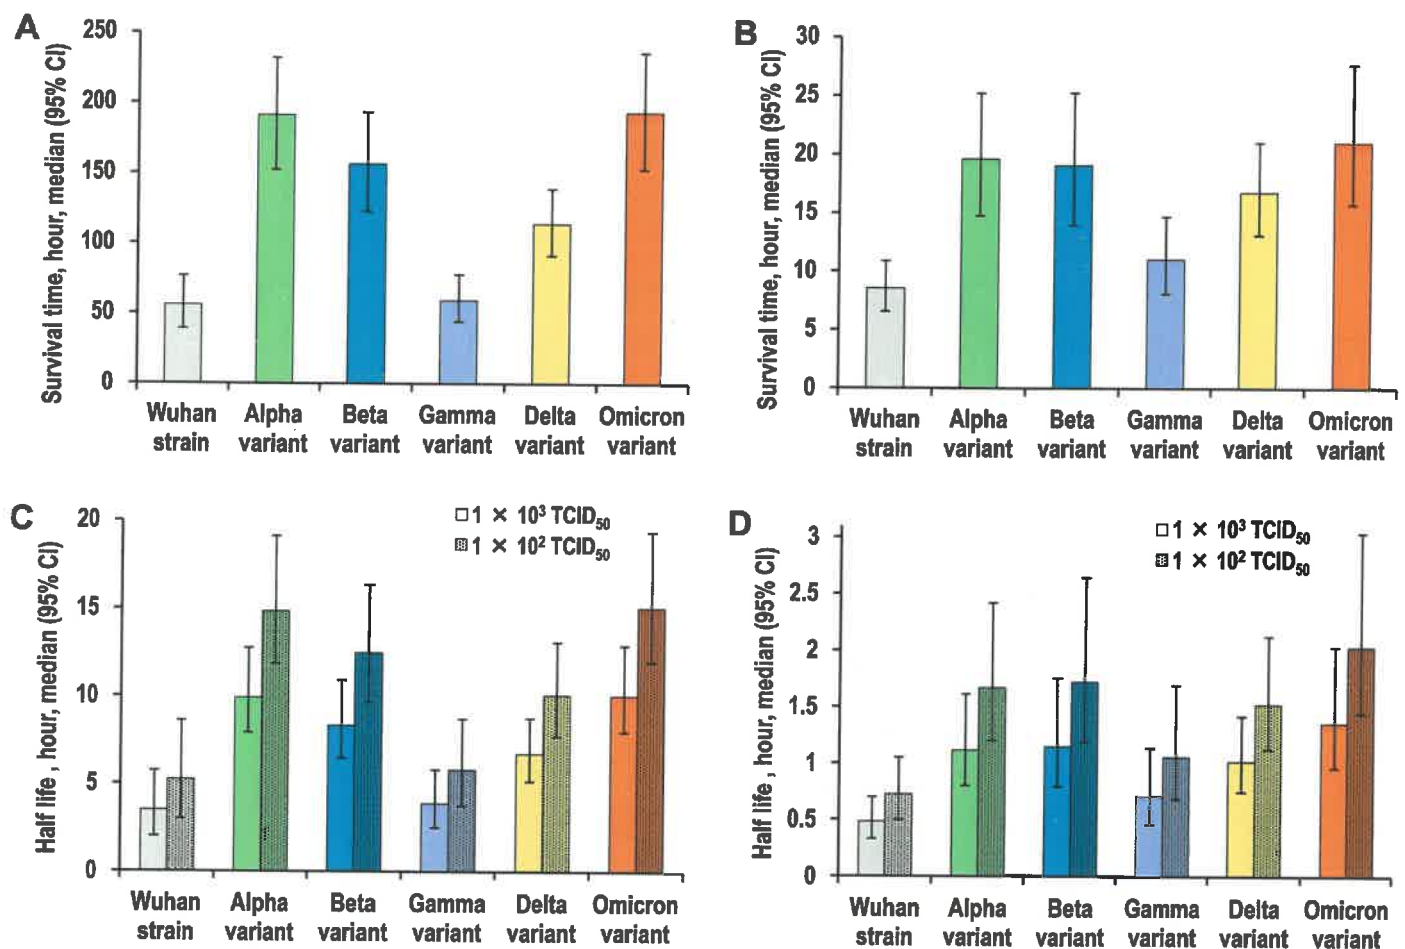 A
Survival time, hour, median (95% CI)
250
200
150
100
50
0
Wuhan strain
Alpha variant
Beta variant
Gamma variant
Delta variant
Omicron variant
B
Survival time, hour, median (95% CI)
30
25
20
15
10
5
0
Wuhan strain
Alpha variant
Beta variant
Gamma variant
Delta variant
Omicron variant
C
Half life , hour, median (95% CI)
20
15
10
5
0
1 × 10³ TCID₅₀
1 × 10² TCID₅₀
Wuhan strain
Alpha variant
Beta variant
Gamma variant
Delta variant
Omicron variant
D
Half life , hour, median (95% CI)
3
2.5
2
1.5
1
0.5
0
1 × 10³ TCID₅₀
1 × 10² TCID₅₀
Wuhan strain
Alpha variant
Beta variant
Gamma variant
Delta variant
Omicron variant